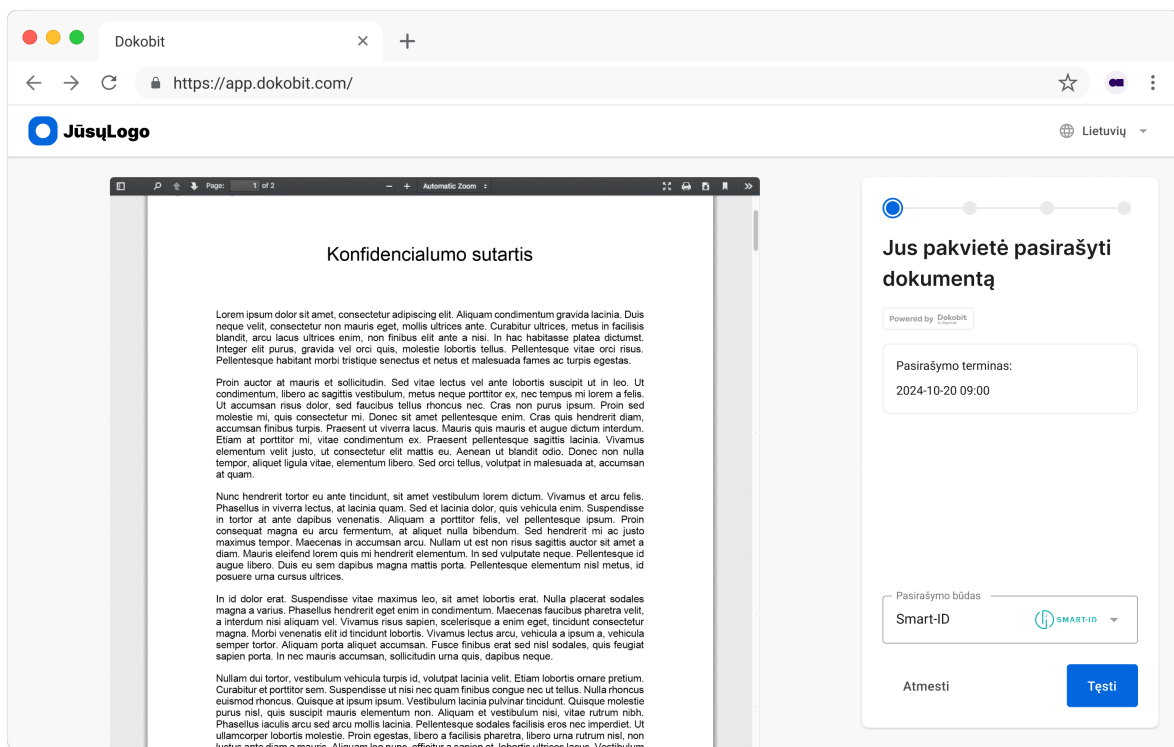 Dokobit
https://app.dokobit.com/
JūsųLogo
Lietuvių
Page: 1 of 2
Automatic Zoom
Konfidencialumo sutartis
Lorem ipsum dolor sit amet, consectetur adipiscing elit. Aliquam condimentum gravida lacinia. Duis
neque velit, consectetur non mauris eget, mollis ultrices ante. Curabitur ultrices, metus in facilisis
blandit, arcu lacus ultrices enim, non finibus elit ante a nisi. In hac habitasse platea dictumst.
Integer elit purus, gravida vel orci quis, molestie lobortis tellus. Pellentesque vitae orci risus.
Pellentesque habitant morbi tristique senectus et netus et malesuada fames ac turpis egestas.
Proin auctor at mauris et sollicitudin. Sed vitae lectus vel ante lobortis suscipit ut in leo. Ut
condimentum, libero ac sagittis vestibulum, metus neque porttitor ex, nec tempus mi lorem a felis.
Ut accumsan risus dolor, sed faucibus tellus rhoncus nec. Cras non purus ipsum. Proin sed
molestie mi, quis consectetur mi. Donec sit amet pellentesque enim. Cras quis hendrerit diam,
accumsan finibus turpis. Praesent ut viverra lacus. Mauris quis mauris et augue dictum interdum.
Etiam at porttitor mi, vitae condimentum ex. Praesent pellentesque sagittis lacinia. Vivamus
elementum velit justo, ut consectetur elit mattis eu. Aenean ut blandit odio. Donec non nulla
tempor, aliquet ligula vitae, elementum libero. Sed orci tellus, volutpat in malesuada at, accumsan
at quam.
Nunc hendrerit tortor eu ante tincidunt, sit amet vestibulum lorem dictum. Vivamus et arcu felis.
Phasellus in viverra lectus, at lacinia quam. Sed et lacinia dolor, quis vehicula enim. Suspendisse
in tortor at ante dapibus venenatis. Aliquam a porttitor felis, vel pellentesque ipsum. Proin
consequat magna eu arcu fermentum, at aliquet nulla bibendum. Sed hendrerit mi ac justo
maximus tempor. Maecenas in accumsan arcu. Nullam ut est non risus sagittis auctor sit amet a
diam. Mauris eleifend lorem quis mi hendrerit elementum. In sed vulputate neque. Pellentesque id
augue libero. Duis eu sem dapibus magna mattis porta. Pellentesque elementum nisl metus, id
posuere urna cursus ultrices.
In id dolor erat. Suspendisse vitae maximus leo, sit amet lobortis erat. Nulla placerat sodales
magna a varius. Phasellus hendrerit eget enim in condimentum. Maecenas faucibus pharetra velit,
a interdum nisi aliquam vel. Vivamus risus sapien, scelerisque a enim eget, tincidunt consectetur
magna. Morbi venenatis elit id tincidunt lobortis. Vivamus lectus arcu, vehicula a ipsum a, vehicula
semper tortor. Aliquam porta aliquet accumsan. Fusce finibus erat sed nisl sodales, quis feugiat
sapien porta. In nec mauris accumsan, sollicitudin urna quis, dapibus neque.
Nullam dui tortor, vestibulum vehicula turpis id, volutpat lacinia velit. Etiam lobortis ornare pretium.
Curabitur et porttitor sem. Suspendisse ut nisi nec quam finibus congue nec ut tellus. Nulla rhoncus
euismod rhoncus. Quisque at ipsum ipsum. Vestibulum lacinia pulvinar tincidunt. Quisque molestie
purus nisl, quis suscipit mauris elementum non. Aliquam et vestibulum nisi, vitae rutrum nibh.
Phasellus iaculis arcu sed arcu mollis lacinia. Pellentesque sodales facilisis eros nec imperdiet. Ut
ullamcorper lobortis molestie. Proin egestas, libero a facilisis pharetra, libero urna rutrum nisl, non
luctus ante diam a mauris. Aliquam leo nunc, efficitur a sapien et, lobortis ultrices lacus. Vestibulum
Jus pakvietė pasirašyti
dokumentą
Powered by Dokobit
Pasirašymo terminas:
2024-10-20 09:00
Pasirašymo būdas
Smart-ID
SMART-ID
Atmesti
Tęsti